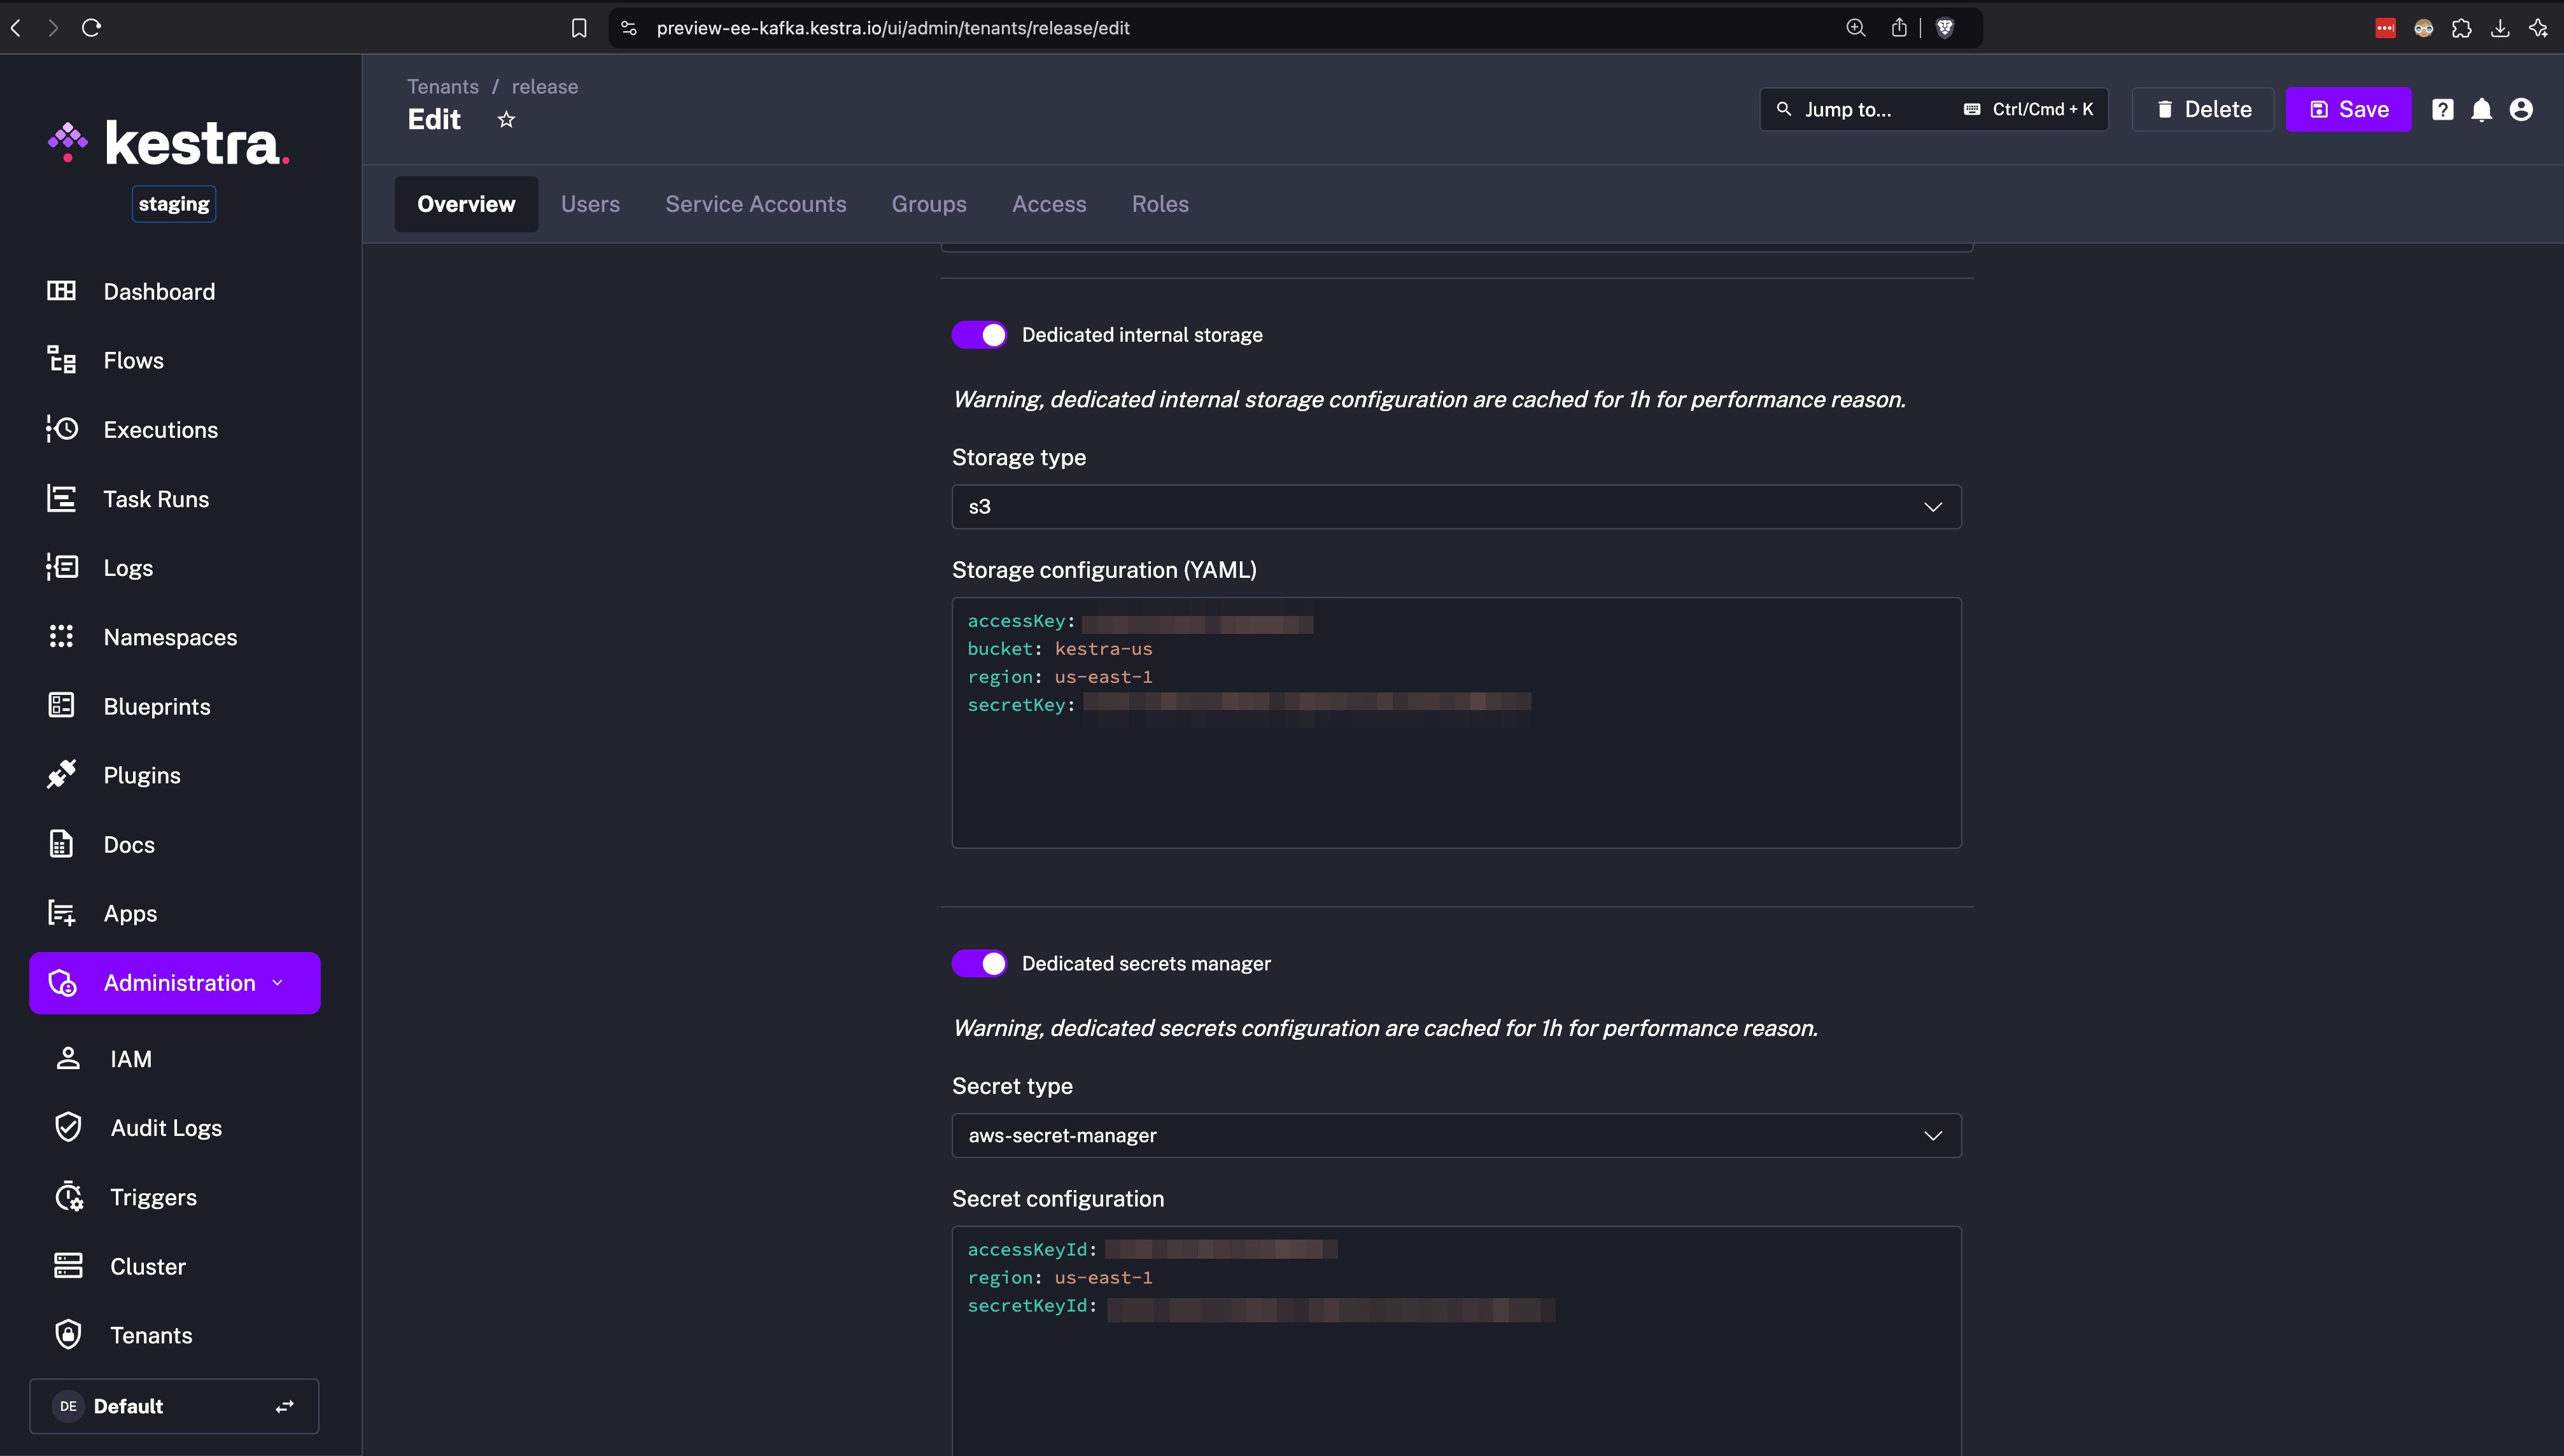 preview-ee-kafka.kestra.io/ui/admin/tenants/release/edit
kestra.
staging
Dashboard
Flows
Executions
Task Runs
Logs
Namespaces
Blueprints
Plugins
Docs
Apps
Administration
IAM
Audit Logs
Triggers
Cluster
Tenants
DE Default
Tenants / release
Edit
Jump to... Ctrl/Cmd + K
Delete
Save
Overview Users Service Accounts Groups Access Roles
Dedicated internal storage
Warning, dedicated internal storage configuration are cached for 1h for performance reason.
Storage type
s3
Storage configuration (YAML)
accessKey:
bucket: kestra-us
region: us-east-1
secretKey:
Dedicated secrets manager
Warning, dedicated secrets configuration are cached for 1h for performance reason.
Secret type
aws-secret-manager
Secret configuration
accessKeyId:
region: us-east-1
secretKeyId: